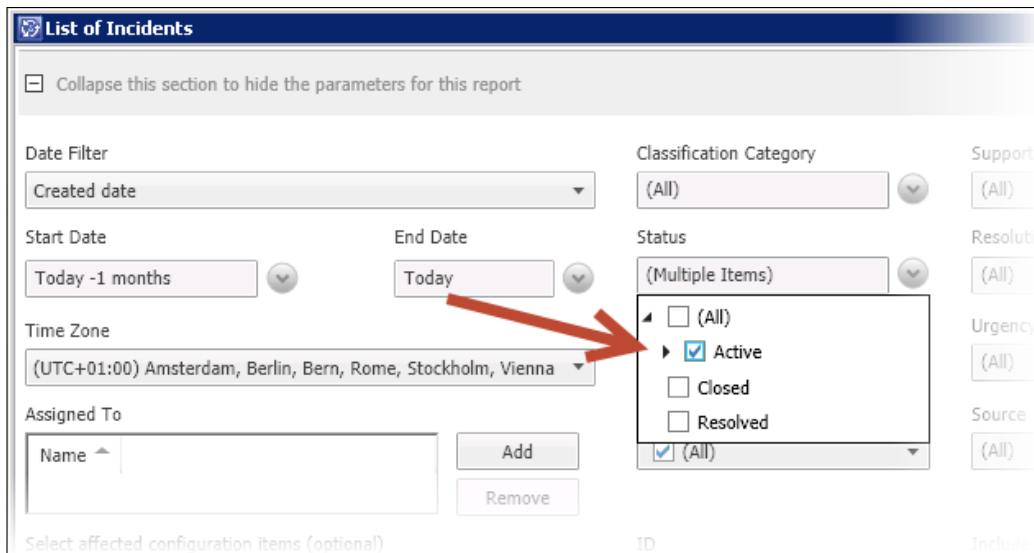 List of Incidents
Collapse this section to hide the parameters for this report
Date Filter
Classification Category
Support
Created date
(All)
(All)
Start Date
End Date
Status
Resoluti
Today -1 months
Today
(Multiple Items)
(All)
(All)
Time Zone
Urgency
Active
(UTC+01:00) Amsterdam, Berlin, Bern, Rome, Stockholm, Vienna
(All)
Closed
Assigned To
Resolved
Source
Name
Add
(All)
(All)
Remove
Select affected configuration items (optional)
ID
Include